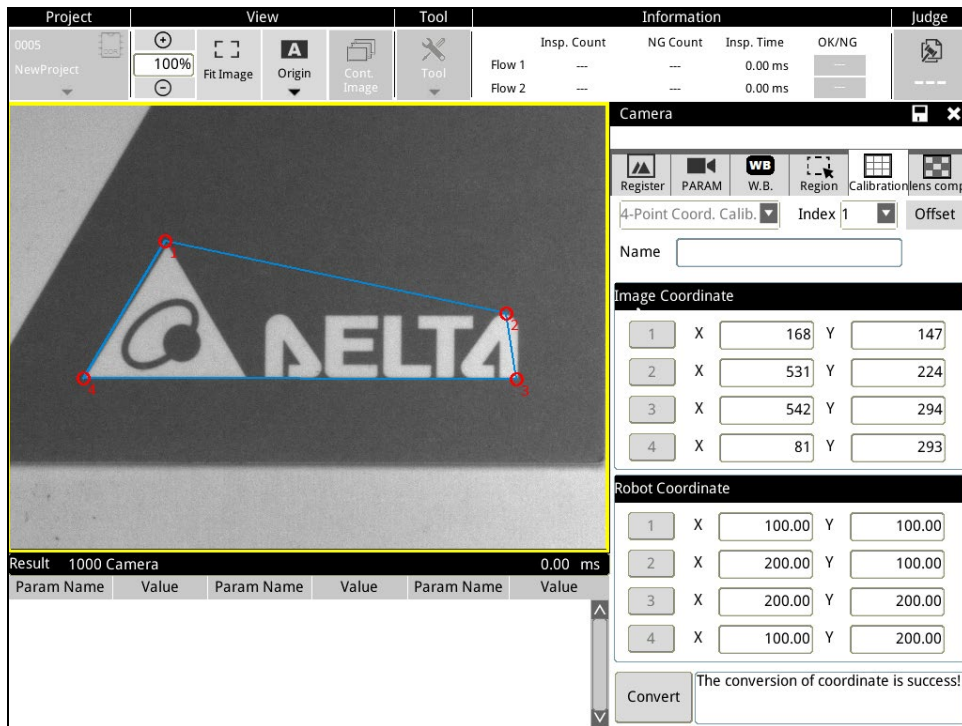 Project View Tool Information Judge
0005
NewProject
100%
Fit Image
A
Origin
Cont.
Image
Tool
Insp. Count NG Count Insp. Time OK/NG
Flow 1 --- --- 0.00 ms —
Flow 2 --- --- 0.00 ms —
---
Camera
Register PARAM WB W.B. Region Calibration lens comp
4-Point Coord. Calib. Index 1 Offset
Name
1
2
3
4
DELTA
Image Coordinate
1 X 168 Y 147
2 X 531 Y 224
3 X 542 Y 294
4 X 81 Y 293
Robot Coordinate
1 X 100.00 Y 100.00
2 X 200.00 Y 100.00
3 X 200.00 Y 200.00
4 X 100.00 Y 200.00
Convert
The conversion of coordinate is success!
Result 1000 Camera 0.00 ms
Param Name Value Param Name Value Param Name Value